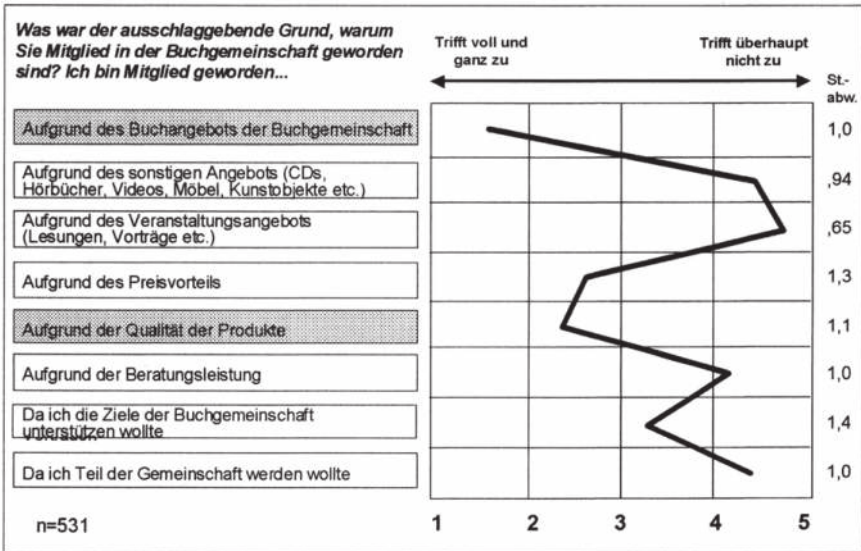 Was war der ausschlaggebende Grund, warum
Sie Mitglied in der Buchgemeinschaft geworden
sind? Ich bin Mitglied geworden...
Trifft voll und
ganz zu
Trifft überhaupt
nicht zu
St.-
abw.
Aufgrund des Buchangebots der Buchgemeinschaft
1,0
Aufgrund des sonstigen Angebots (CDs,
Hörbücher, Videos, Möbel, Kunstobjekte etc.)
,94
Aufgrund des Veranstaltungsangebots
(Lesungen, Vorträge etc.)
,65
Aufgrund des Preisvorteils
1,3
Aufgrund der Qualität der Produkte
1,1
Aufgrund der Beratungsleistung
1,0
Da ich die Ziele der Buchgemeinschaft
unterstützen wollte
1,4
Da ich Teil der Gemeinschaft werden wollte
1,0
n=531
1 2 3 4 5